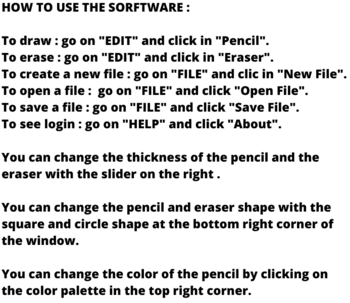 HOW TO USE THE SORFTWARE :
To draw : go on "EDIT" and click in "Pencil".
To erase : go on "EDIT" and click in "Eraser".
To create a new file : go on "FILE" and clic in "New File".
To open a file :  go on "FILE" and click "Open File".
To save a file : go on "FILE" and click "Save File".
To see login : go on "HELP" and click "About".
You can change the thickness of the pencil and the
eraser with the slider on the right .
You can change the pencil and eraser shape with the
square and circle shape at the bottom right corner of
the window.
You can change the color of the pencil by clicking on
the color palette in the top right corner.